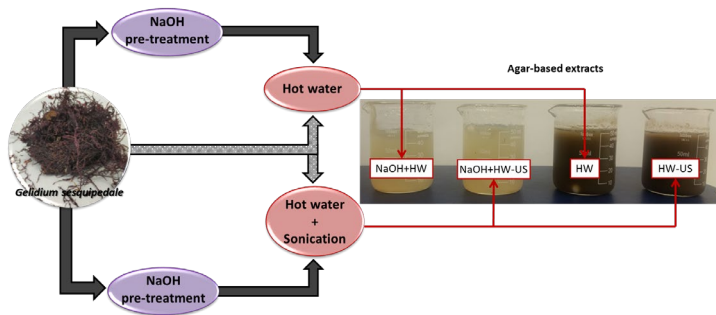 NaOH
pre-treatment
Hot water
Agar-based extracts
NaOH+HW
NaOH+HW-US
HW
HW-US
Gelidium sesquipedale
Hot water
+
Sonication
NaOH
pre-treatment